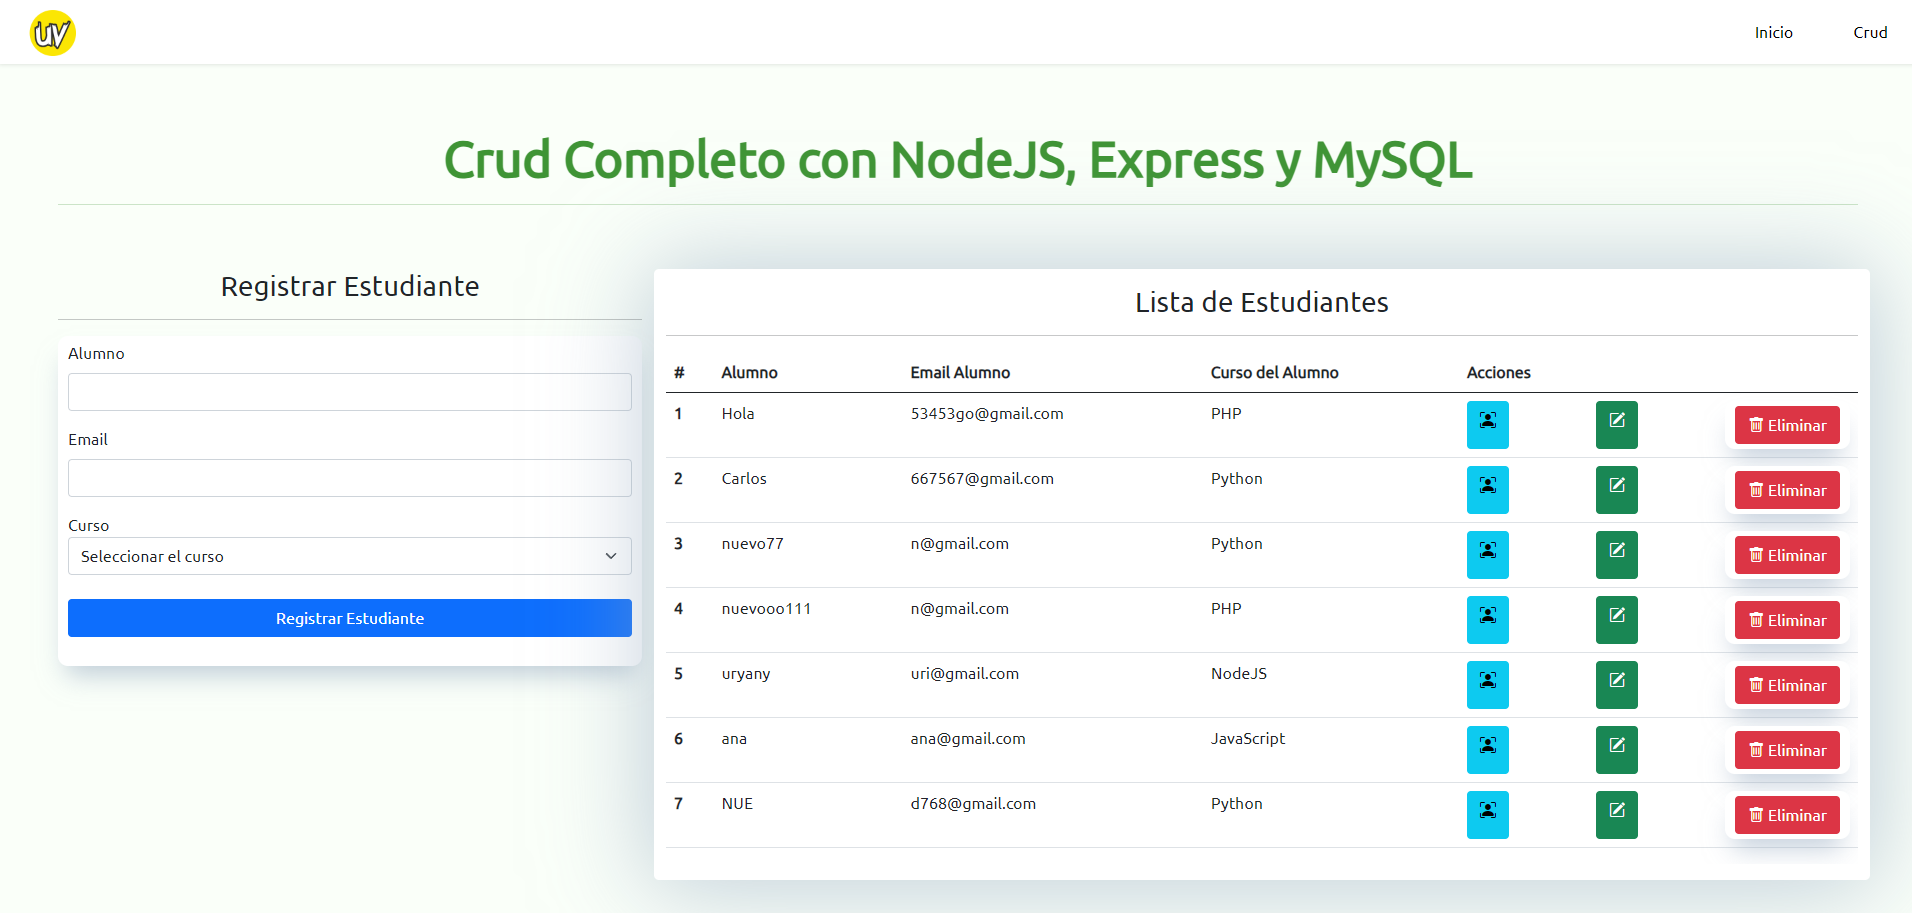 uv
Inicio Crud
Crud Completo con NodeJS, Express y MySQL
Registrar Estudiante
Alumno
Email
Curso
Seleccionar el curso
Registrar Estudiante
Lista de Estudiantes
# Alumno Email Alumno Curso del Alumno Acciones
1 Hola 53453go@gmail.com PHP Eliminar
2 Carlos 667567@gmail.com Python Eliminar
3 nuevo77 n@gmail.com Python Eliminar
4 nuevooo111 n@gmail.com PHP Eliminar
5 uryany uri@gmail.com NodeJS Eliminar
6 ana ana@gmail.com JavaScript Eliminar
7 NUE d768@gmail.com Python Eliminar